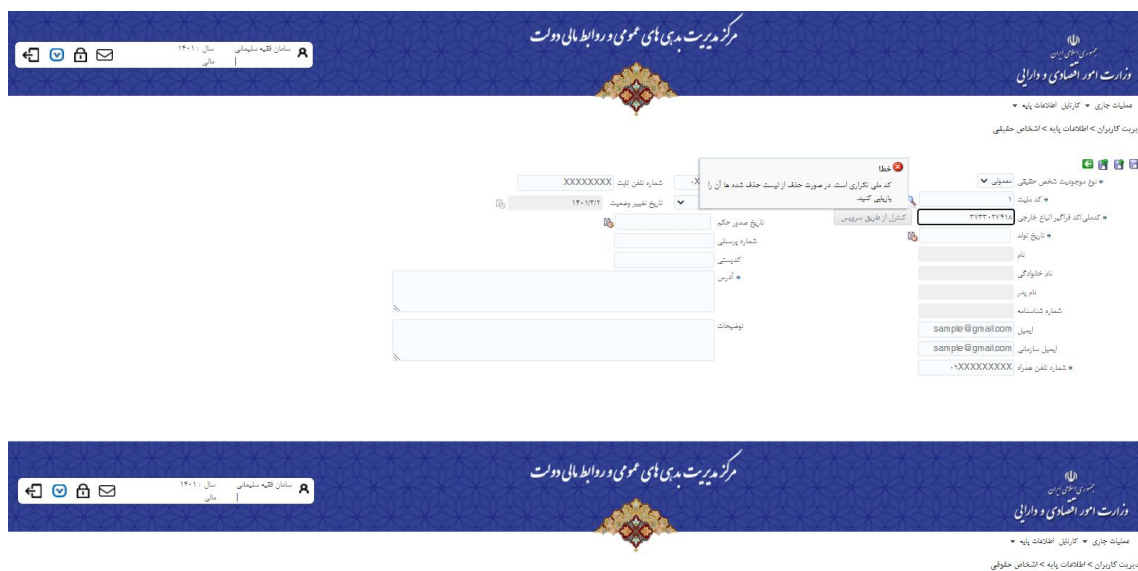 مرکز مدیریت بدهی های عمومی و روابط مالی دولت
جمهوری اسلامی ایران
وزارت امور اقتصادی و دارایی
سامان فقیه سلیمانی
سال : ۱۴۰۱
مالی
عملیات جاری کارتابل اطلاعات پایه
یریت کاربران > اطلاعات پایه > اشخاص حقیقی
نوع موجودیت شخص حقیقی معمولی
کد ملیت ۱
کدملی/کد فراگیر اتباع خارجی ۳۷۳۳۰۲۷۴۱۸
کنترل از طریق سرویس
تاریخ تولد
نام
نام خانوادگی
نام پدر
شماره شناسنامه
ایمیل sample@gmail.com
ایمیل سازمانی sample@gmail.com
شماره تلفن همراه ۰۹XXXXXXXXX
خطا
کد ملی تکراری است. در صورت حذف از لیست حذف شده ها آن را
بازیابی کنید.
۰X
شماره تلفن ثابت XXXXXXXX
تاریخ تغییر وضعیت ۱۴۰۱/۳/۲
تاریخ صدور حکم
شماره پرسنلی
کدپستی
آدرس
توضیحات
مرکز مدیریت بدهی های عمومی و روابط مالی دولت
جمهوری اسلامی ایران
وزارت امور اقتصادی و دارایی
سامان فقیه سلیمانی
سال : ۱۴۰۱
مالی
عملیات جاری کارتابل اطلاعات پایه
دیریت کاربران > اطلاعات پایه > اشخاص حقوقی